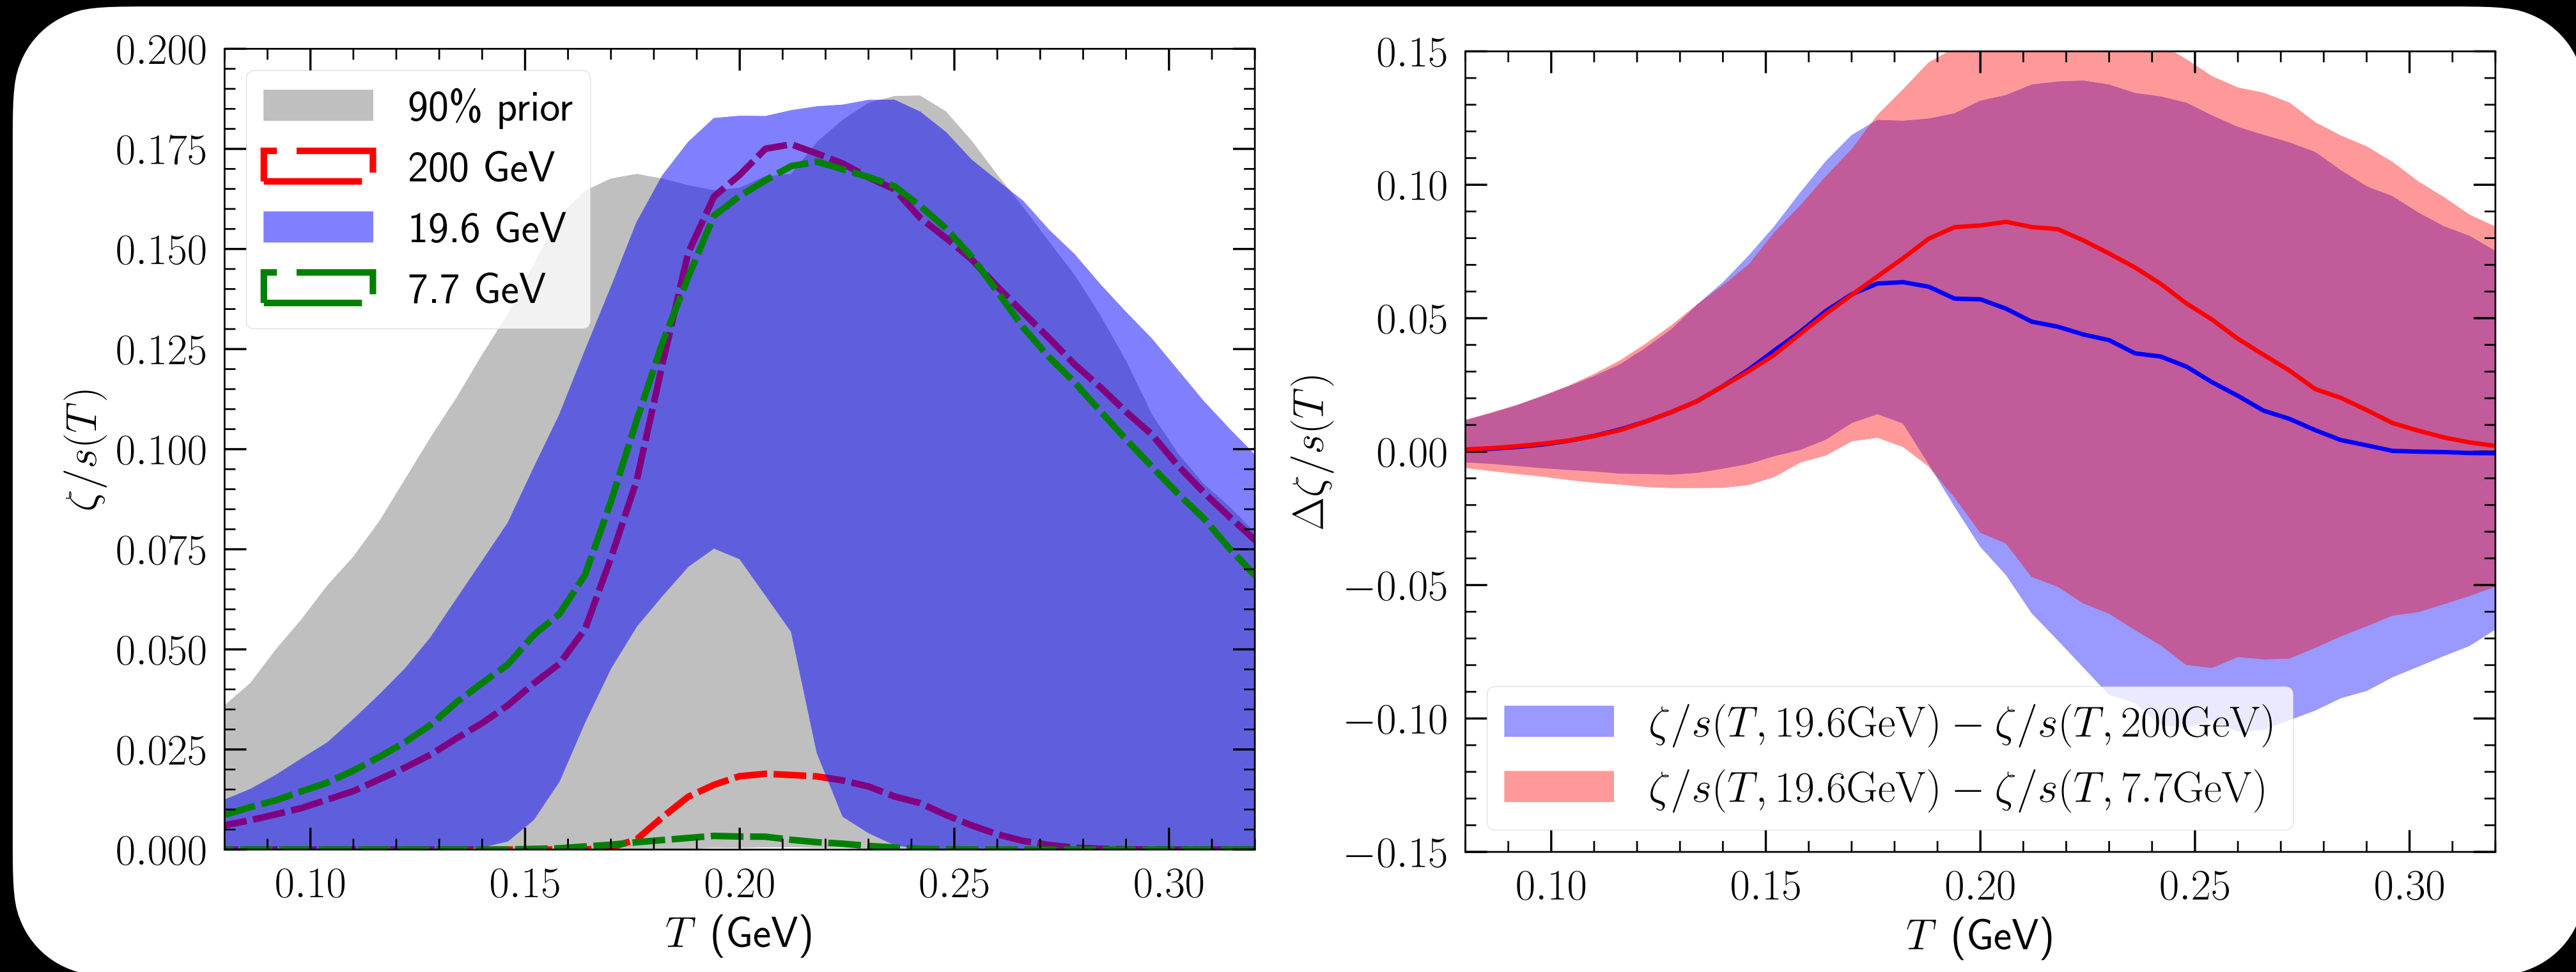 0.200
0.175
0.150
0.125
0.100
0.075
0.050
0.025
0.000
ζ/s(T)
90% prior
200 GeV
19.6 GeV
7.7 GeV
0.10 0.15 0.20 0.25 0.30
T (GeV)
0.15
0.10
0.05
0.00
−0.05
−0.10
−0.15
Δζ/s(T)
ζ/s(T, 19.6GeV) − ζ/s(T, 200GeV)
ζ/s(T, 19.6GeV) − ζ/s(T, 7.7GeV)
0.10 0.15 0.20 0.25 0.30
T (GeV)